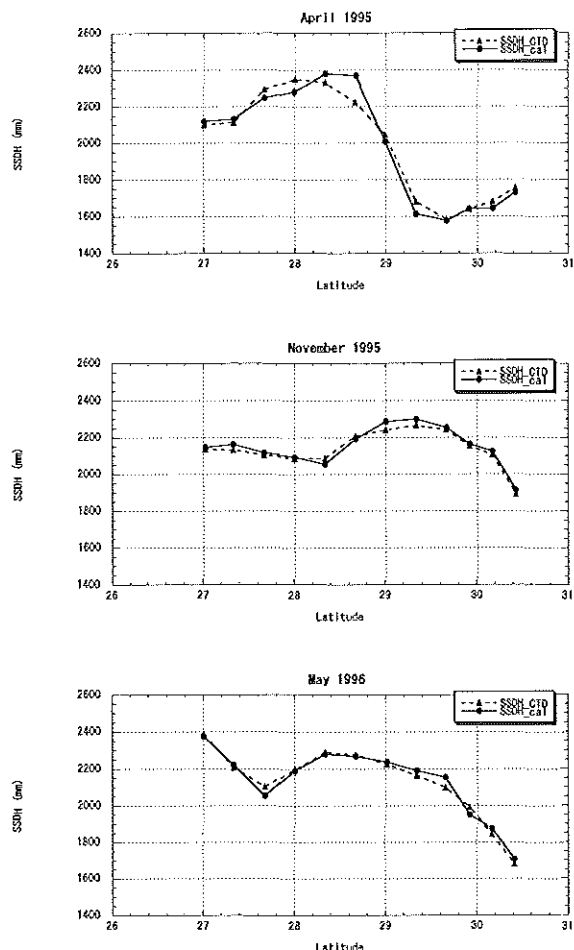 April 1995
SSDH_CTD
SSDH_cal
SSDH (mm)
2600
2400
2200
2000
1800
1600
1400
26 27 28 29 30 31
Latitude
November 1995
SSDH_CTD
SSDH_cal
SSDH (mm)
2600
2400
2200
2000
1800
1600
1400
26 27 28 29 30 31
Latitude
May 1996
SSDH_CTD
SSDH_cal
SSDH (mm)
2600
2400
2200
2000
1800
1600
1400
26 27 28 29 30 31
Latitude